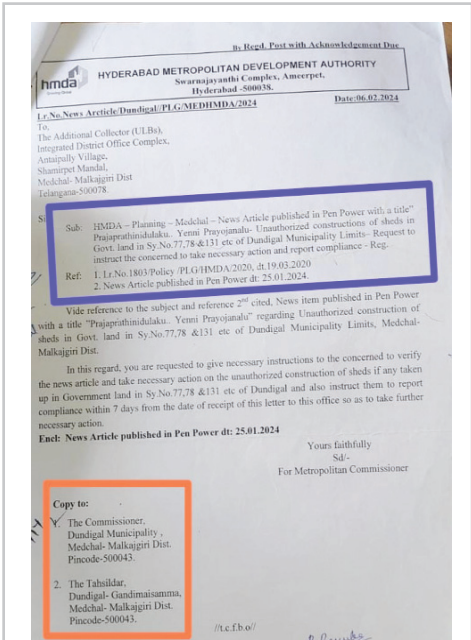 By Regd. Post with Acknowledgement Due
hmda
HYDERABAD METROPOLITAN DEVELOPMENT AUTHORITY
Swarnajayanthi Complex, Ameerpet,
Hyderabad -500038.
Lr.No.News Arcticle/Dundigal/PLG/MEDHMDA/2024 Date:06.02.2024
To,
The Additional Collector (ULBs),
Integrated District Office Complex,
Antaipally Village,
Shamirpet Mandal,
Medchal- Malkajgiri Dist
Telangana-500078.
Sub: HMDA – Planning – Medchal – News Article published in Pen Power with a title"
Prajaprathinidulaku.. Yenni Prayojanalu- Unauthorized constructions of sheds in
Govt. land in Sy.No.77,78 &131 etc of Dundigal Municipality Limits– Request to
instruct the concerned to take necessary action and report compliance - Reg.
Ref: 1. Lr.No.1803/Policy /PLG/HMDA/2020, dt.19.03.2020
2. News Article published in Pen Power dt: 25.01.2024.
Vide reference to the subject and reference 2nd cited, News item published in Pen Power
with a title "Prajaprathinidulaku.. Yenni Prayojanalu" regarding Unauthorized construction of
sheds in Govt. land in Sy.No.77,78 &131 etc of Dundigal Municipality Limits, Medchal-
Malkajgiri Dist.
In this regard, you are requested to give necessary instructions to the concerned to verify
the news article and take necessary action on the unauthorized construction of sheds if any taken
up in Government land in Sy.No.77,78 &131 etc of Dundigal and also instruct them to report
compliance within 7 days from the date of receipt of this letter to this office so as to take further
necessary action.
Encl: News Article published in Pen Power dt: 25.01.2024
Yours faithfully
Sd/-
For Metropolitan Commissioner
Copy to:
1. The Commissioner,
Dundigal Municipality ,
Medchal- Malkajgiri Dist.
Pincode-500043.
2. The Tahsildar,
Dundigal- Gandimaisamma,
Medchal- Malkajgiri Dist.
Pincode-500043.
//t.c.f.b.o//